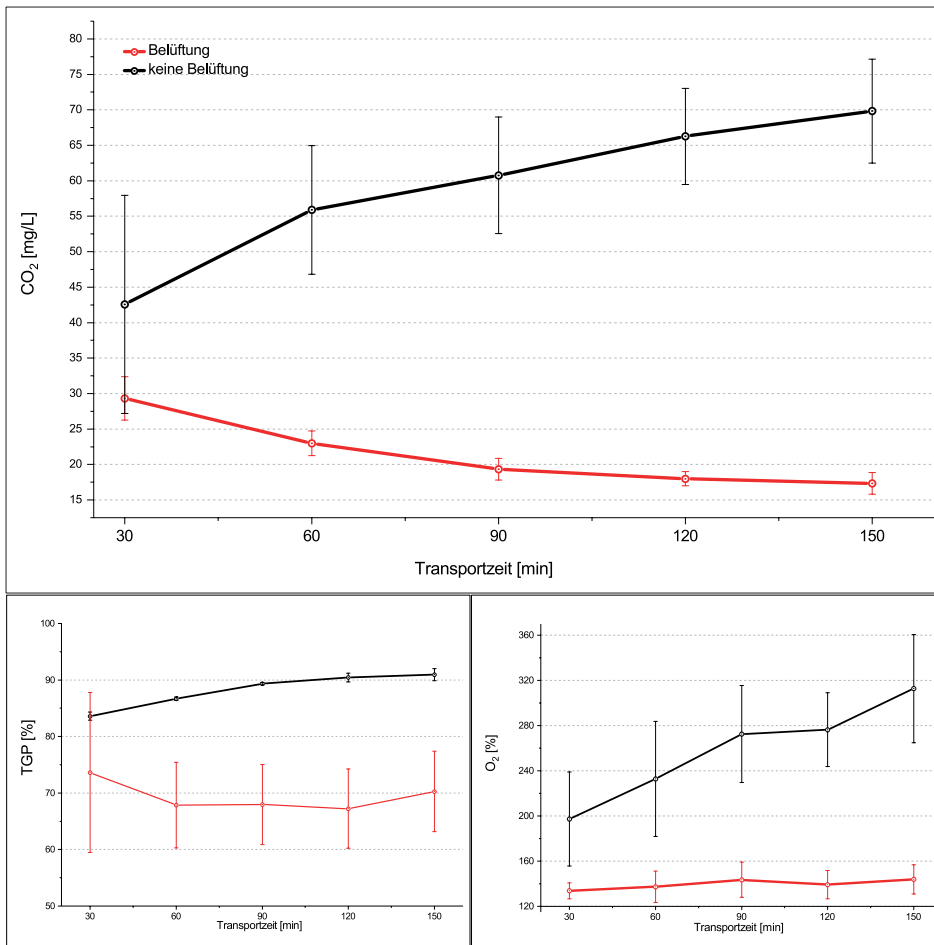 80
75
70
65
60
55
50
45
40
35
30
25
20
15
CO₂ [mg/L]
Belüftung
keine Belüftung
30 60 90 120 150
Transportzeit [min]
100
90
80
70
60
50
TGP [%]
30 60 90 120 150
Transportzeit [min]
360
320
280
240
200
160
120
O₂ [%]
30 60 90 120 150
Transportzeit [min]